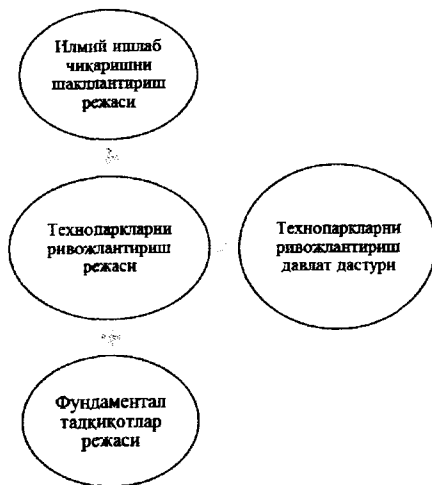 Илмий ишлаб
чиқаришни
шакллантириш
режаси
Технопаркларни
ривожлантириш
режаси
Технопаркларни
ривожлантириш
давлат дастури
Фундаментал
тадқиқотлар
режаси